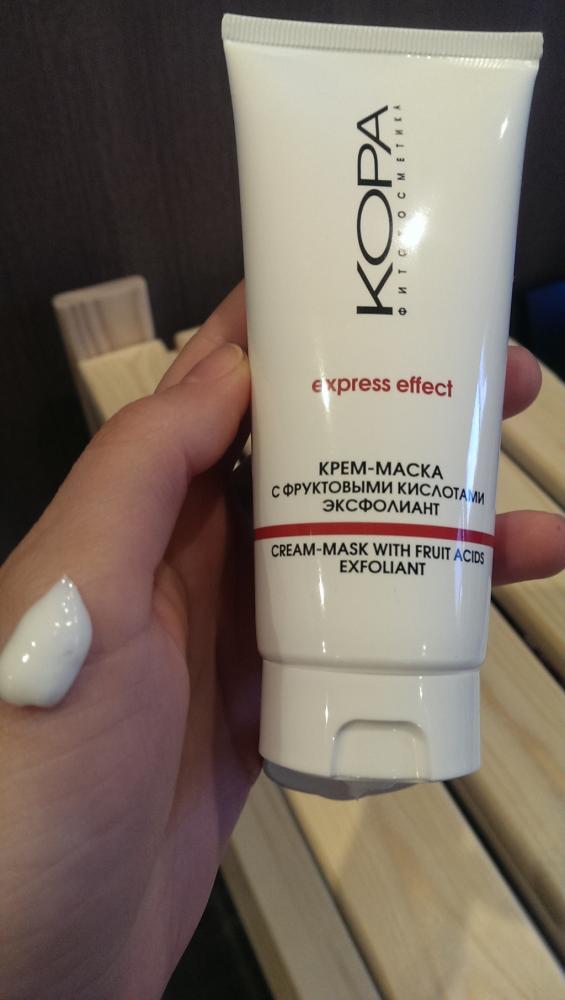 КОРА
ФИТОКОСМЕТИКА
express effect
КРЕМ-МАСКА
С ФРУКТОВЫМИ КИСЛОТАМИ
ЭКСФОЛИАНТ
CREAM-MASK WITH FRUIT ACIDS
EXFOLIANT